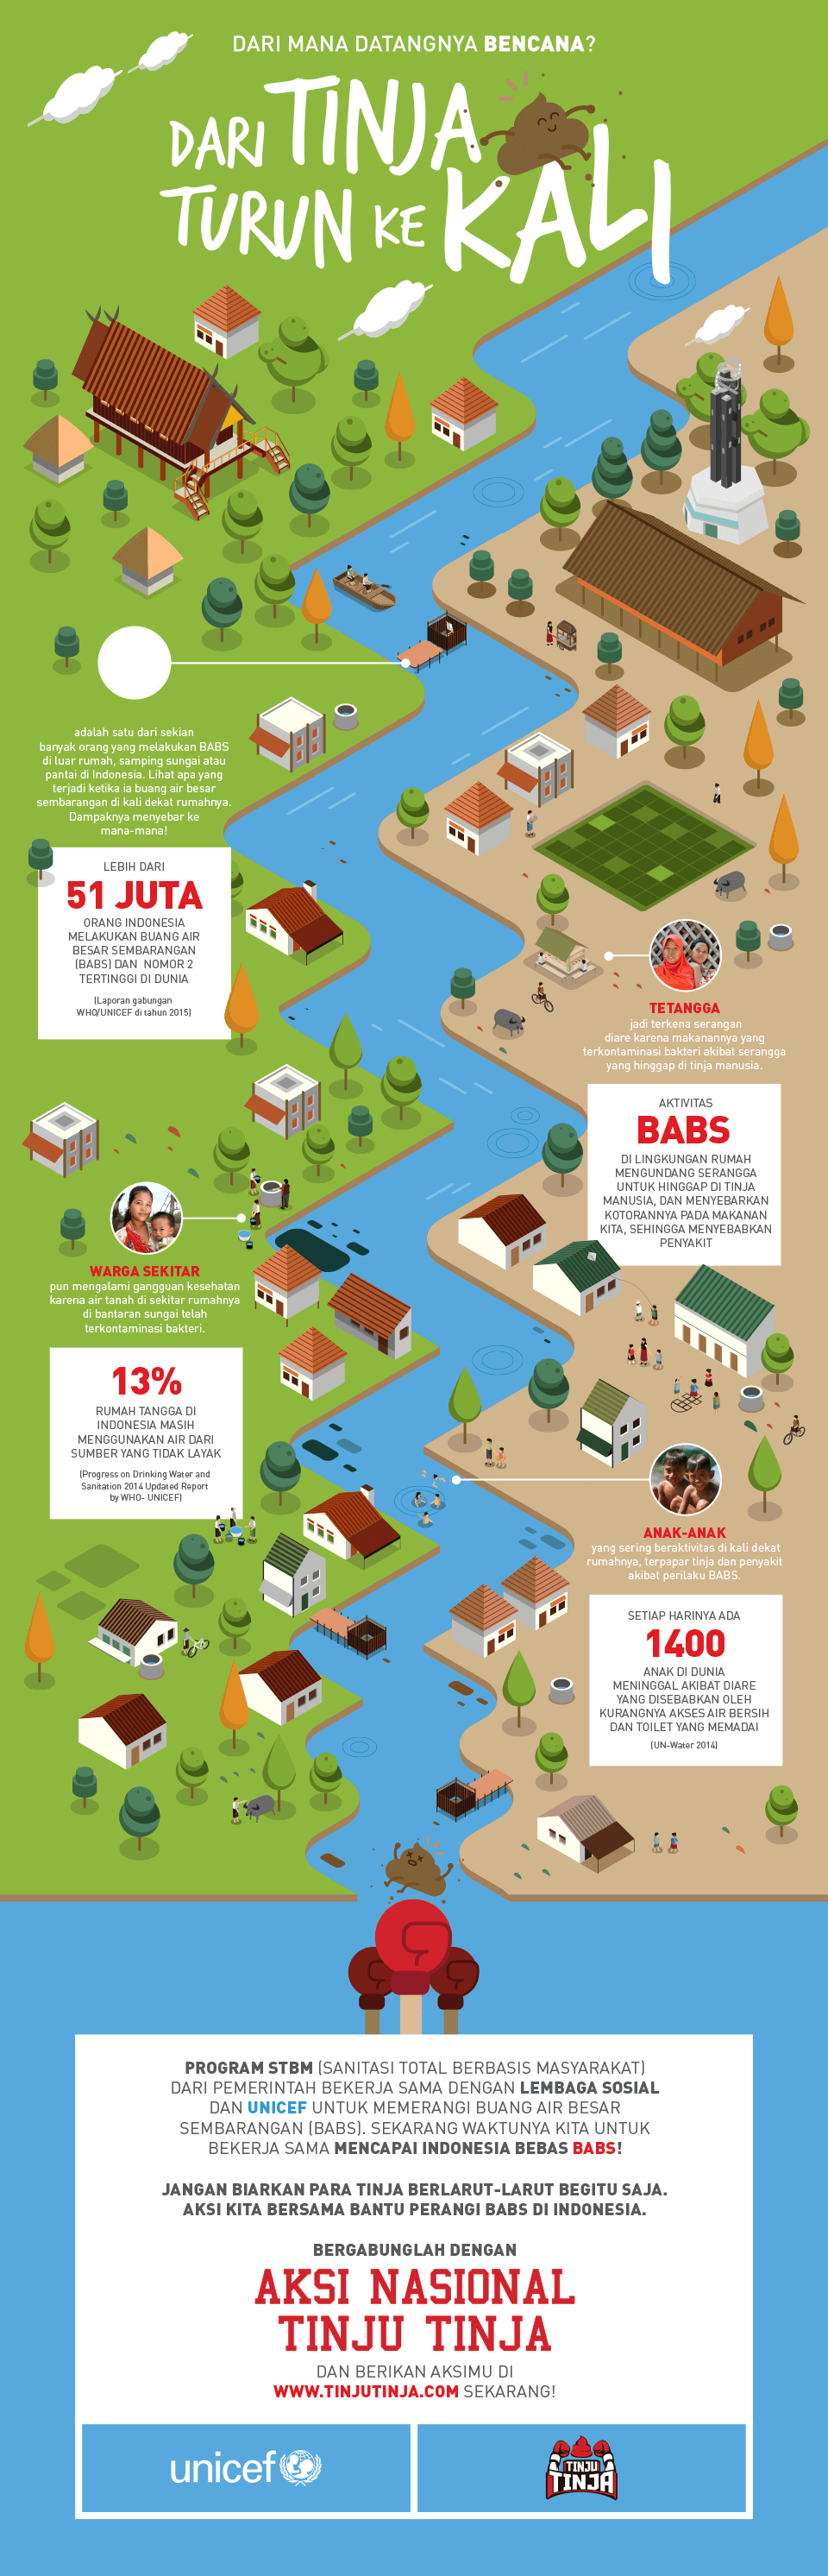 DARI MANA DATANGNYA BENCANA?
DARI TINJA
TURUN KE KALI
adalah satu dari sekian
banyak orang yang melakukan BABS
di luar rumah, samping sungai atau
pantai di Indonesia. Lihat apa yang
terjadi ketika ia buang air besar
sembarangan di kali dekat rumahnya.
Dampaknya menyebar ke
mana-mana!
LEBIH DARI
51 JUTA
ORANG INDONESIA
MELAKUKAN BUANG AIR
BESAR SEMBARANGAN
(BABS) DAN NOMOR 2
TERTINGGI DI DUNIA
(Laporan gabungan
WHO/UNICEF di tahun 2015)
TETANGGA
jadi terkena serangan
diare karena makanannya yang
terkontaminasi bakteri akibat serangga
yang hinggap di tinja manusia.
AKTIVITAS
BABS
DI LINGKUNGAN RUMAH
MENGUNDANG SERANGGA
UNTUK HINGGAP DI TINJA
MANUSIA, DAN MENYEBARKAN
KOTORANNYA PADA MAKANAN
KITA, SEHINGGA MENYEBABKAN
PENYAKIT
WARGA SEKITAR
pun mengalami gangguan kesehatan
karena air tanah di sekitar rumahnya
di bantaran sungai telah
terkontaminasi bakteri.
13%
RUMAH TANGGA DI
INDONESIA MASIH
MENGGUNAKAN AIR DARI
SUMBER YANG TIDAK LAYAK
(Progress on Drinking Water and
Sanitation 2014 Updated Report
by WHO- UNICEF)
ANAK-ANAK
yang sering beraktivitas di kali dekat
rumahnya, terpapar tinja dan penyakit
akibat perilaku BABS.
SETIAP HARINYA ADA
1400
ANAK DI DUNIA
MENINGGAL AKIBAT DIARE
YANG DISEBABKAN OLEH
KURANGNYA AKSES AIR BERSIH
DAN TOILET YANG MEMADAI
(UN-Water 2014)
PROGRAM STBM (SANITASI TOTAL BERBASIS MASYARAKAT)
DARI PEMERINTAH BEKERJA SAMA DENGAN LEMBAGA SOSIAL
DAN UNICEF UNTUK MEMERANGI BUANG AIR BESAR
SEMBARANGAN (BABS). SEKARANG WAKTUNYA KITA UNTUK
BEKERJA SAMA MENCAPAI INDONESIA BEBAS BABS!
JANGAN BIARKAN PARA TINJA BERLARUT-LARUT BEGITU SAJA.
AKSI KITA BERSAMA BANTU PERANGI BABS DI INDONESIA.
BERGABUNGLAH DENGAN
AKSI NASIONAL
TINJU TINJA
DAN BERIKAN AKSIMU DI
WWW.TINJUTINJA.COM SEKARANG!
unicef
TINJU
TINJA